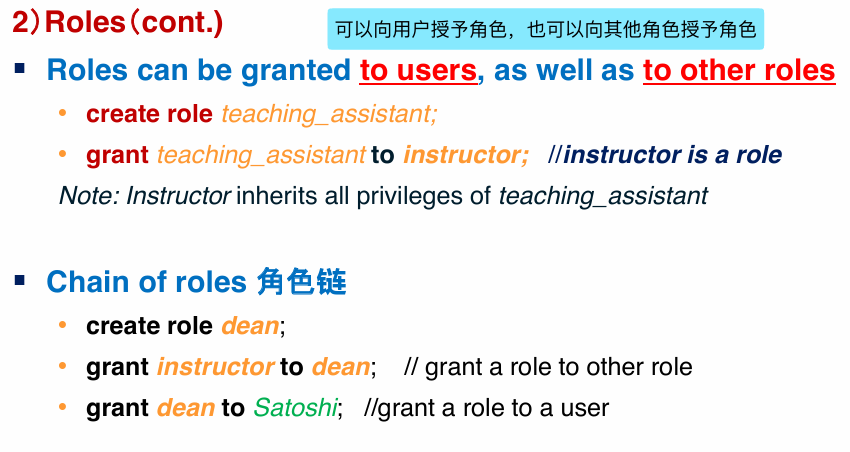 2）Roles（cont.)
可以向用户授予角色，也可以向其他角色授予角色
▪ Roles can be granted to users, as well as to other roles
• create role teaching_assistant;
• grant teaching_assistant to instructor; //instructor is a role
Note: Instructor inherits all privileges of teaching_assistant
▪ Chain of roles 角色链
• create role dean;
• grant instructor to dean; // grant a role to other role
• grant dean to Satoshi; //grant a role to a user